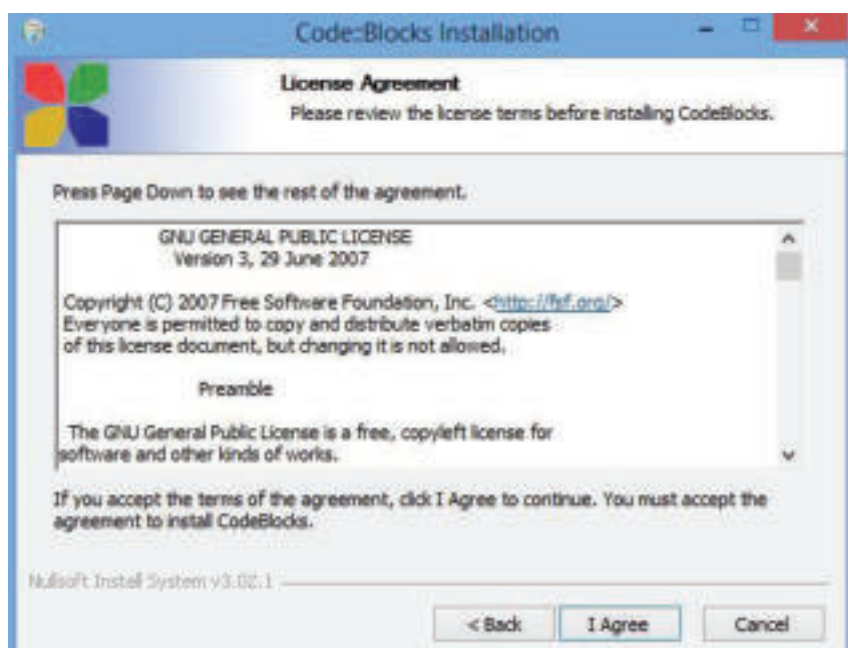 Code::Blocks Installation
License Agreement
Please review the license terms before installing CodeBlocks.
Press Page Down to see the rest of the agreement.
GNU GENERAL PUBLIC LICENSE
Version 3, 29 June 2007
Copyright (C) 2007 Free Software Foundation, Inc. <http://fsf.org/>
Everyone is permitted to copy and distribute verbatim copies
of this license document, but changing it is not allowed.
Preamble
The GNU General Public License is a free, copyleft license for
software and other kinds of works.
If you accept the terms of the agreement, click I Agree to continue. You must accept the
agreement to install CodeBlocks.
Nullsoft Install System v3.02.1
< Back I Agree Cancel